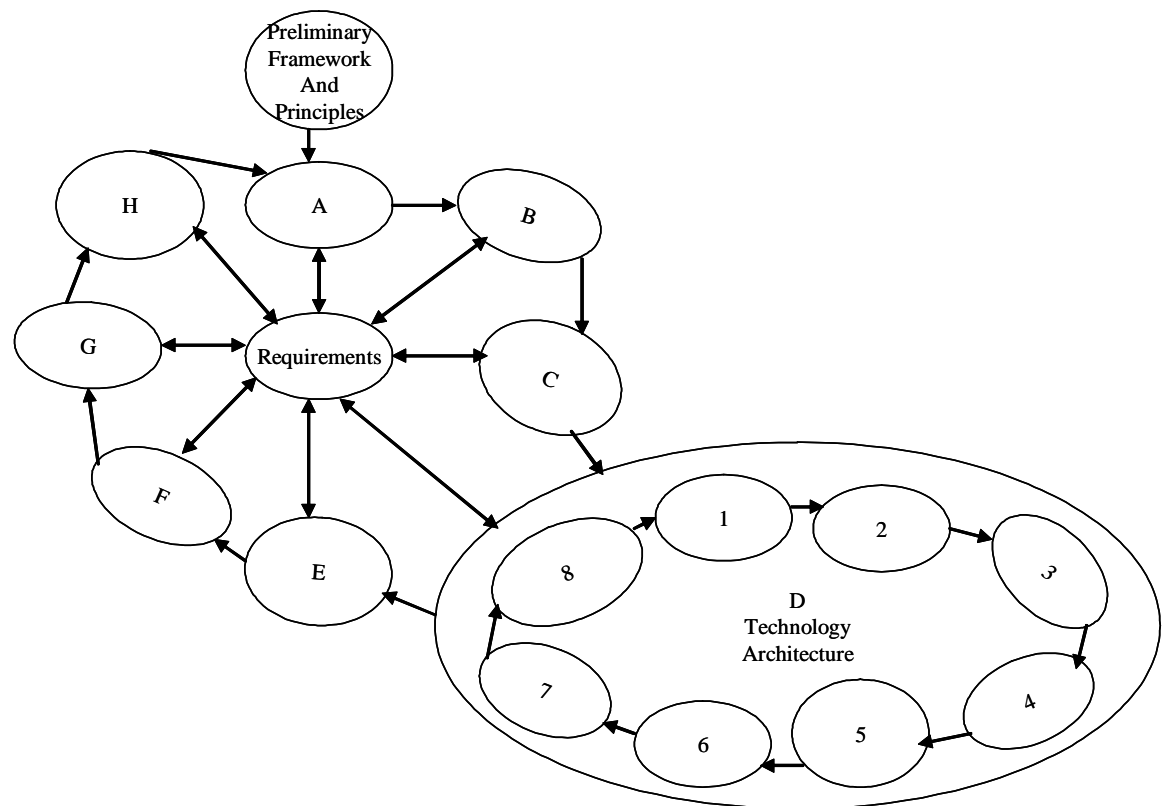 Preliminary
Framework
And
Principles
H
A
B
G
Requirements
C
F
E
1
2
3
8
D
Technology
Architecture
7
4
6
5